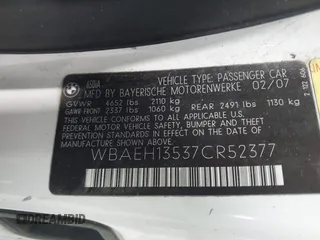 VEHICLE TYPE: PASSENGER CAR
MFD BY BAYERISCHE MOTORENWERKE 02/07
GVWR 4652 lbs 2110 kg
GAWR FRONT 2337 lbs 1060 kg REAR 2491 lbs 1130 kg
THIS VEHICLE CONFORMS TO ALL APPLICABLE
FEDERAL MOTOR VEHICLE SAFETY,
BUMPER AND THEFT PREVENTION
STANDARDS IN EFFECT ON THE DATE OF
MANUFACTURE SHOWN ABOVE
WBAEH13537CR52377
DREAMBID